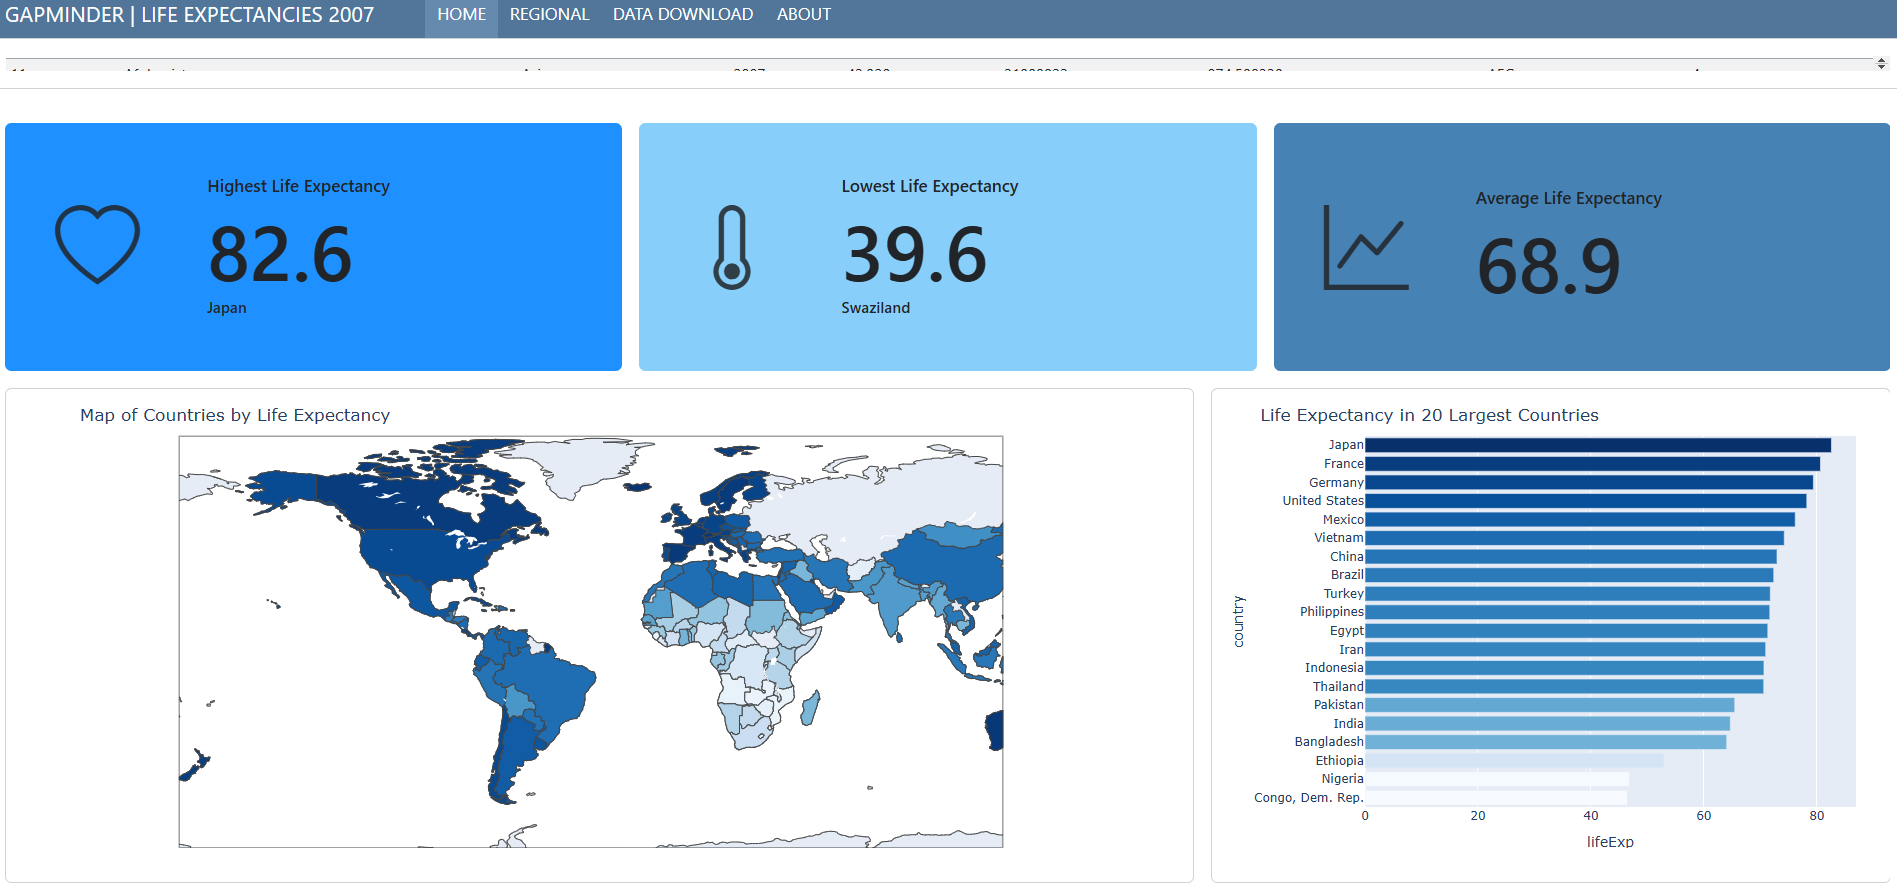 GAPMINDER | LIFE EXPECTANCIES 2007 HOME REGIONAL DATA DOWNLOAD ABOUT
Highest Life Expectancy
82.6
Japan
Lowest Life Expectancy
39.6
Swaziland
Average Life Expectancy
68.9
Map of Countries by Life Expectancy
Life Expectancy in 20 Largest Countries
Japan
France
Germany
United States
Mexico
Vietnam
China
Brazil
Turkey
Philippines
Egypt
Iran
Indonesia
Thailand
Pakistan
India
Bangladesh
Ethiopia
Nigeria
Congo, Dem. Rep.
country
0 20 40 60 80
lifeExp